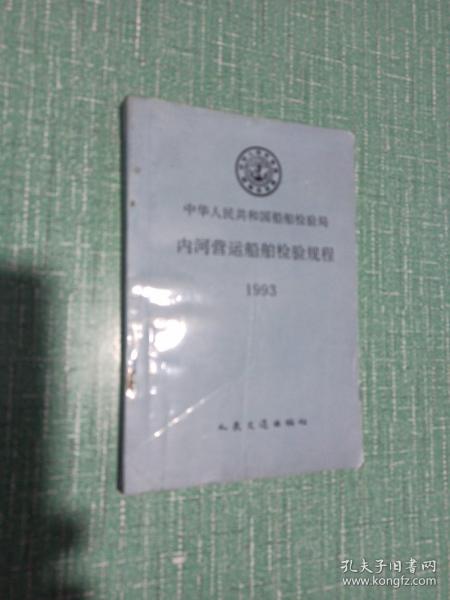 中华人民共和国船舶检验局
内河营运船舶检验规程
1993
人民交通出版社
孔夫子旧书网
www.kongfz.com